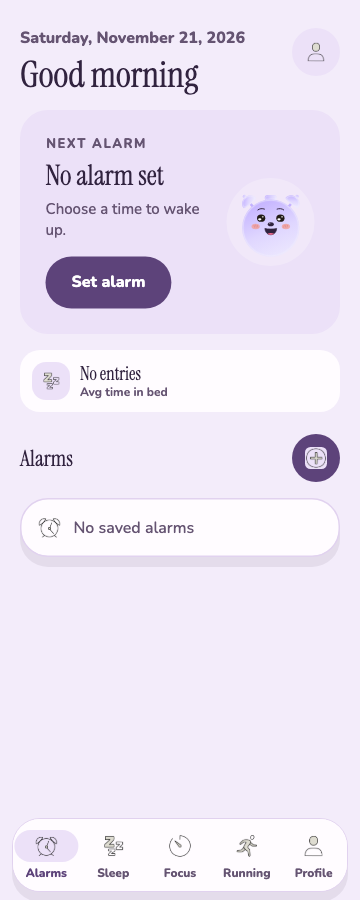 Saturday, November 21, 2026
Good morning
NEXT ALARM
No alarm set
Choose a time to wake
up.
Set alarm
No entries
Avg time in bed
Alarms
No saved alarms
Alarms
Sleep
Focus
Running
Profile